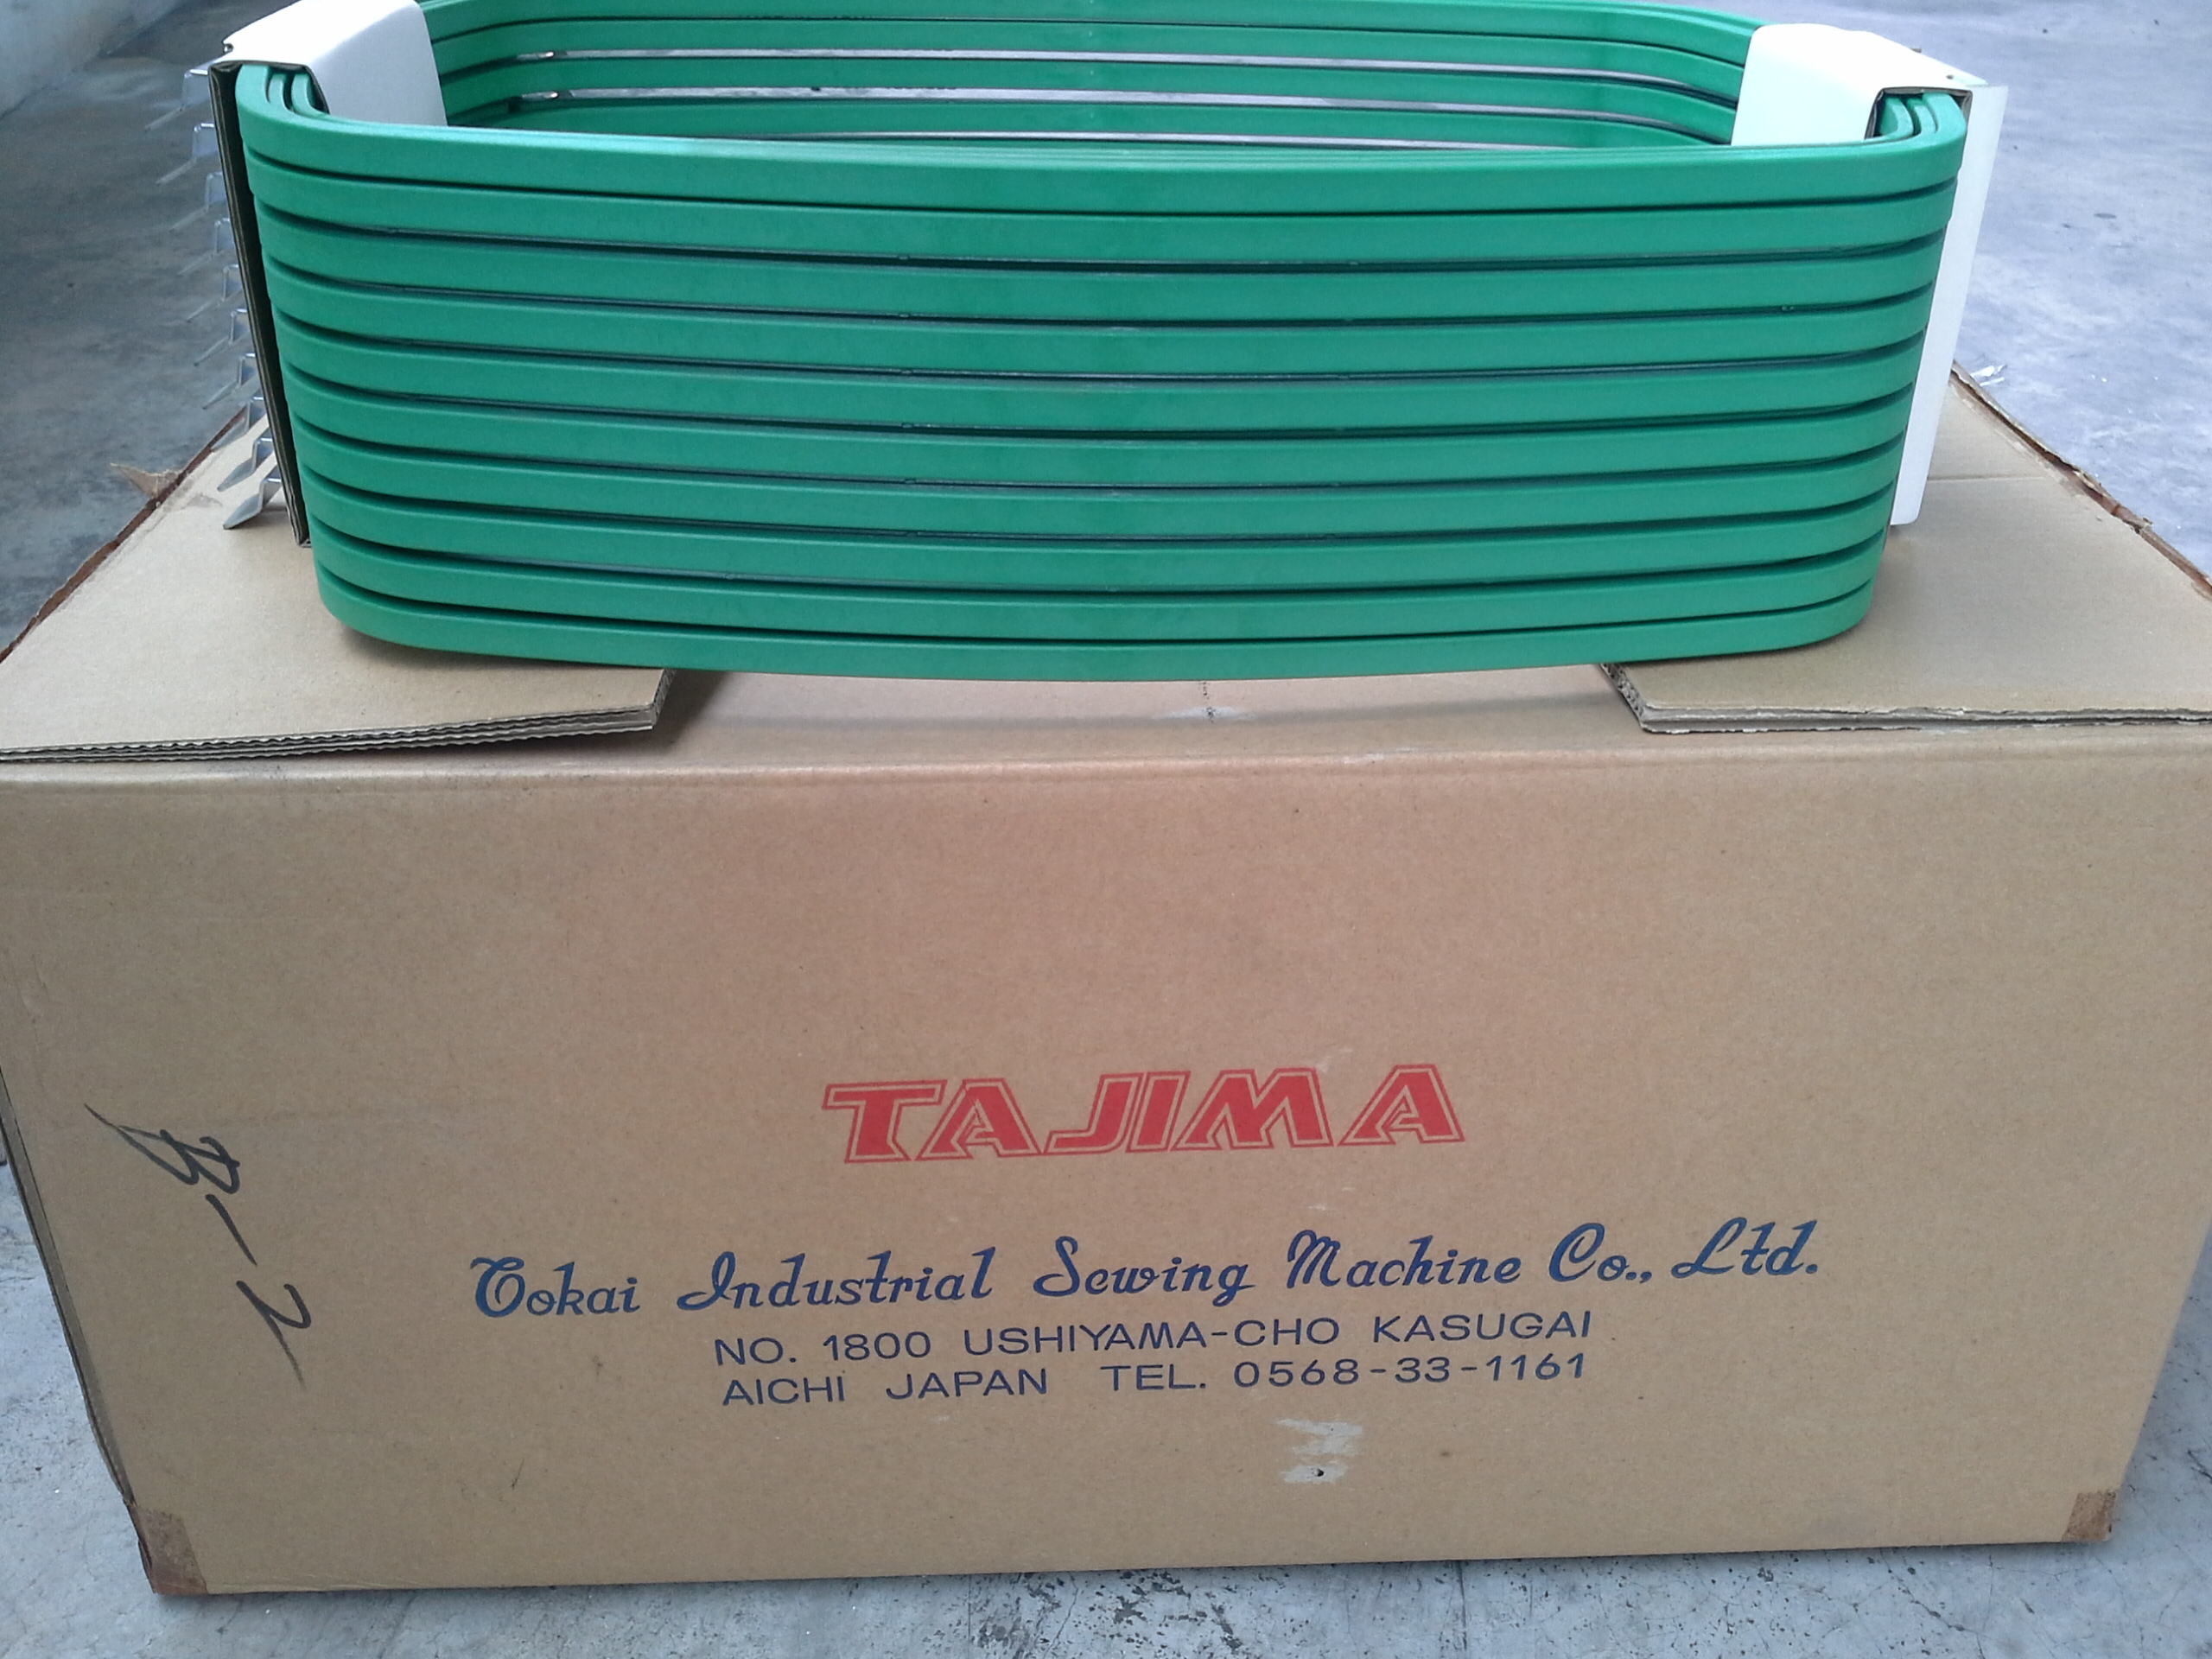 TAJIMA
Tokai Industrial Sewing Machine Co., Ltd.
NO. 1800 USHIYAMA-CHO KASUGAI
AICHI JAPAN TEL. 0568-33-1161
B-2